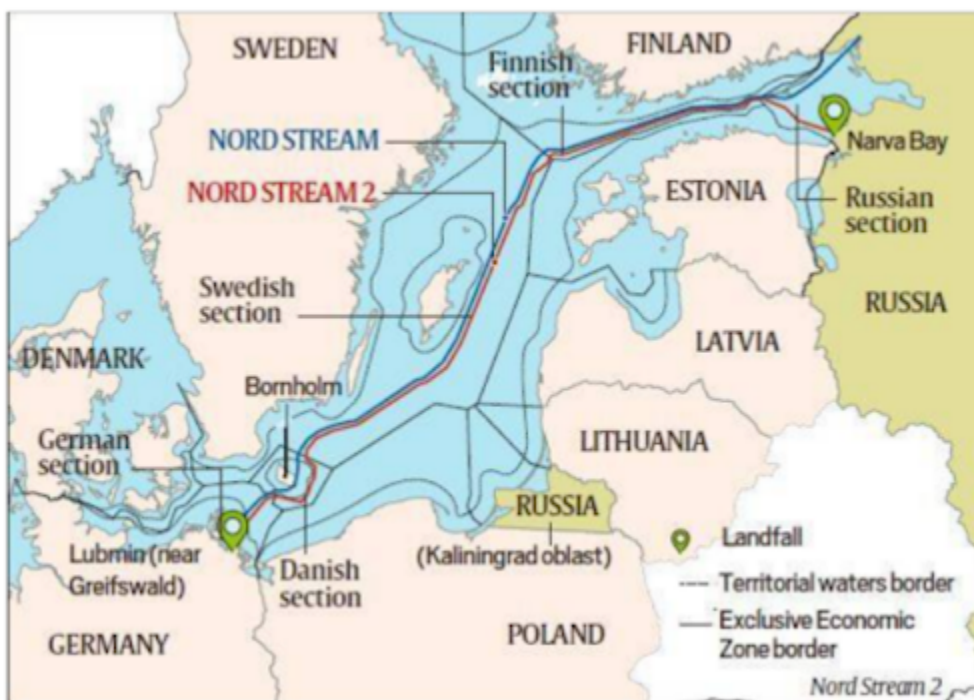 SWEDEN
FINLAND
Finnish
section
NORD STREAM
NORD STREAM 2
Narva Bay
ESTONIA
Russian
section
Swedish
section
RUSSIA
LATVIA
DENMARK
Bornholm
German
section
LITHUANIA
RUSSIA
(Kaliningrad oblast)
Lubmin (near
Greifswald)
Danish
section
GERMANY
POLAND
Landfall
Territorial waters border
Exclusive Economic
Zone border
Nord Stream 2